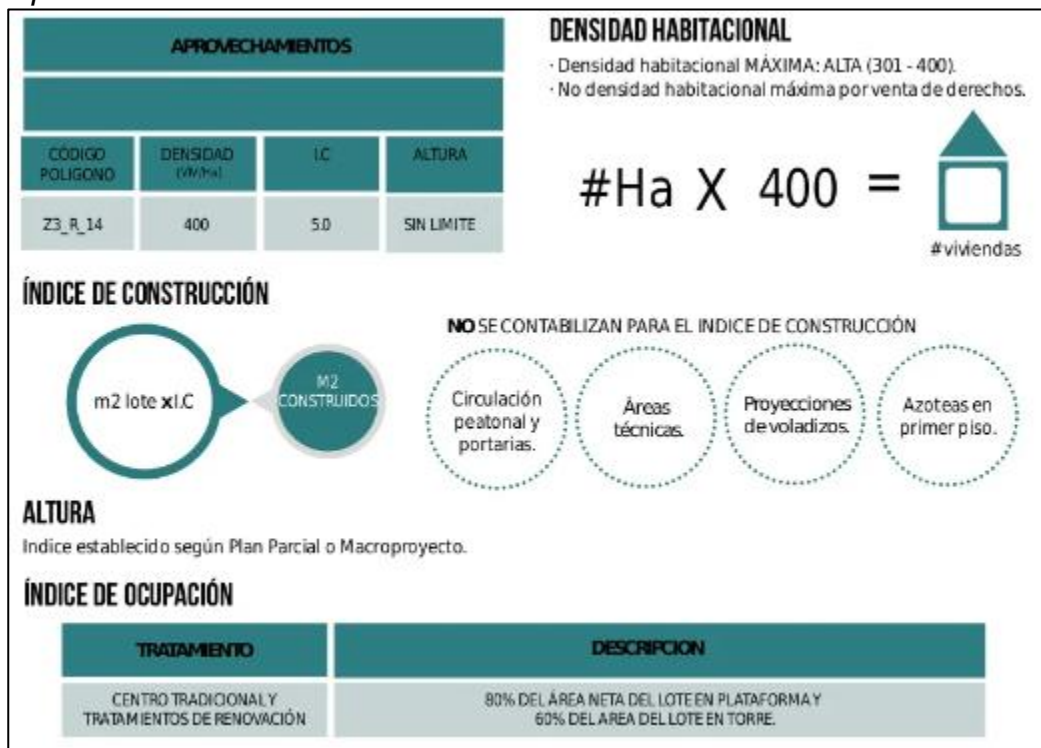 APROVECHAMIENTOS
CÓDIGO
POLIGONO
DENSIDAD
(VIV/Ha)
I.C
ALTURA
Z3_R_14
400
5.0
SIN LIMITE
DENSIDAD HABITACIONAL
· Densidad habitacional MÁXIMA: ALTA (301 - 400).
· No densidad habitacional máxima por venta de derechos.
#Ha X 400 =
#viviendas
ÍNDICE DE CONSTRUCCIÓN
m2 lote x I.C
M2
CONSTRUIDOS
NO SE CONTABILIZAN PARA EL INDICE DE CONSTRUCCIÓN
Circulación
peatonal y
portarias.
Áreas
técnicas.
Proyecciones
de voladizos.
Azoteas en
primer piso.
ALTURA
Indice establecido según Plan Parcial o Macroproyecto.
ÍNDICE DE OCUPACIÓN
TRATAMIENTO
DESCRIPCION
CENTRO TRADICIONAL Y
TRATAMIENTOS DE RENOVACIÓN
80% DEL ÁREA NETA DEL LOTE EN PLATAFORMA Y
60% DEL AREA DEL LOTE EN TORRE.